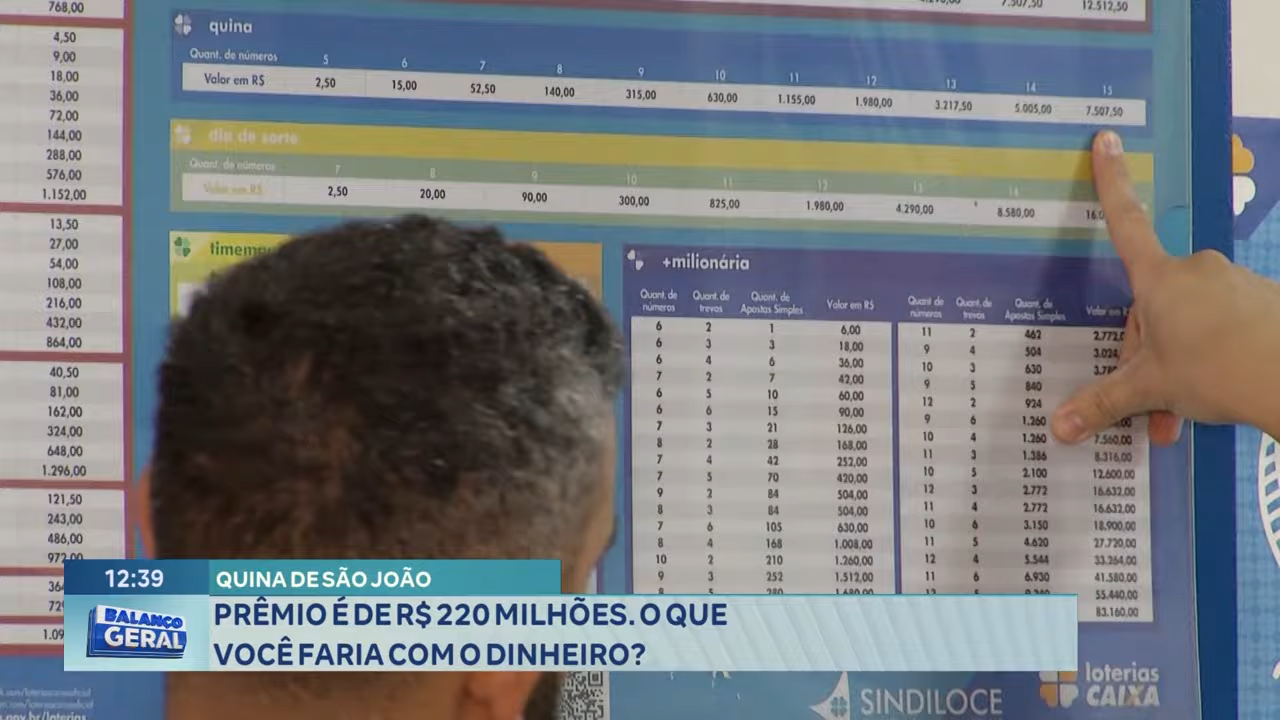 768,00
4,50
9,00
18,00
36,00
72,00
144,00
288,00
576,00
1.152,00
13,50
27,00
54,00
108,00
216,00
432,00
864,00
40,50
81,00
162,00
324,00
648,00
1.296,00
121,50
243,00
486,00
972,00
7.507,50 12.512,50
quina
Quant. de números 5 6 7 8 9 10 11 12 13 14 15
Valor em R$ 2,50 15,00 52,50 140,00 315,00 630,00 1.155,00 1.980,00 3.217,50 5.005,00 7.507,50
dia de sorte
Quant. de números 7 8 9 10 11 12 13 14
Valor em R$ 2,50 20,00 90,00 300,00 825,00 1.980,00 4.290,00 8.580,00
+milionária
Quant. de números Quant. de trevos Quant. de Apostas Simples Valor em R$
6 2 1 6,00
6 3 3 18,00
6 4 6 36,00
7 2 7 42,00
6 5 10 60,00
6 6 15 90,00
7 3 21 126,00
8 2 28 168,00
7 4 42 252,00
7 5 70 420,00
9 2 84 504,00
8 3 84 504,00
7 6 105 630,00
8 4 168 1.008,00
10 2 210 1.260,00
9 3 252 1.512,00
Quant. de números Quant. de trevos Quant. de Apostas Simples Valor em R$
11 2 462
9 4 504
10 3 630
9 5 840
12 2 924
9 6 1.260
10 4 1.260 7.560,00
11 3 1.386 8.316,00
10 5 2.100 12.600,00
12 3 2.772 16.632,00
11 4 2.772 16.632,00
10 6 3.150 18.900,00
11 5 4.620 27.720,00
12 4 5.544 33.264,00
11 6 6.930 41.580,00
55.440,00
83.160,00
12:39 QUINA DE SÃO JOÃO
BALANÇO GERAL
PRÊMIO É DE R$ 220 MILHÕES. O QUE
VOCÊ FARIA COM O DINHEIRO?
SINDILOCE
loterias
CAIXA